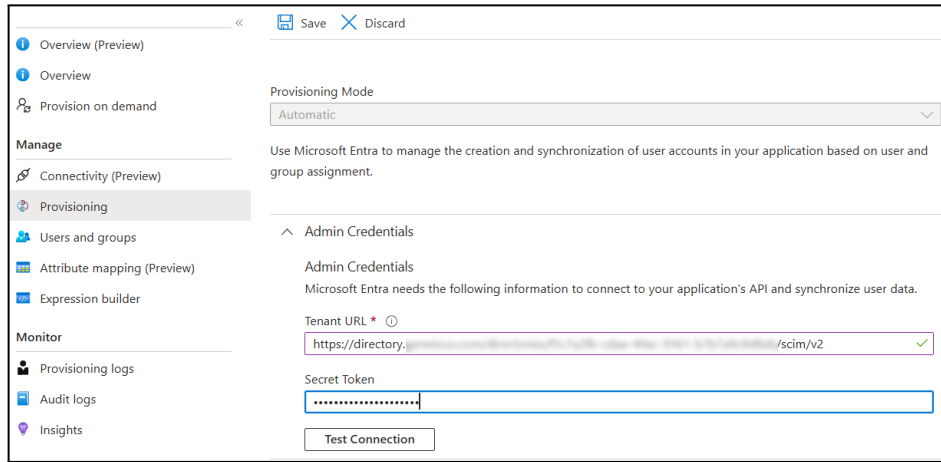 «
Save Discard
Overview (Preview)
Overview
Provision on demand
Manage
Connectivity (Preview)
Provisioning
Users and groups
Attribute mapping (Preview)
Expression builder
Monitor
Provisioning logs
Audit logs
Insights
Provisioning Mode
Automatic
Use Microsoft Entra to manage the creation and synchronization of user accounts in your application based on user and
group assignment.
Admin Credentials
Admin Credentials
Microsoft Entra needs the following information to connect to your application's API and synchronize user data.
Tenant URL *
https://directory. /scim/v2
Secret Token
•••••••••••••••••••••
Test Connection